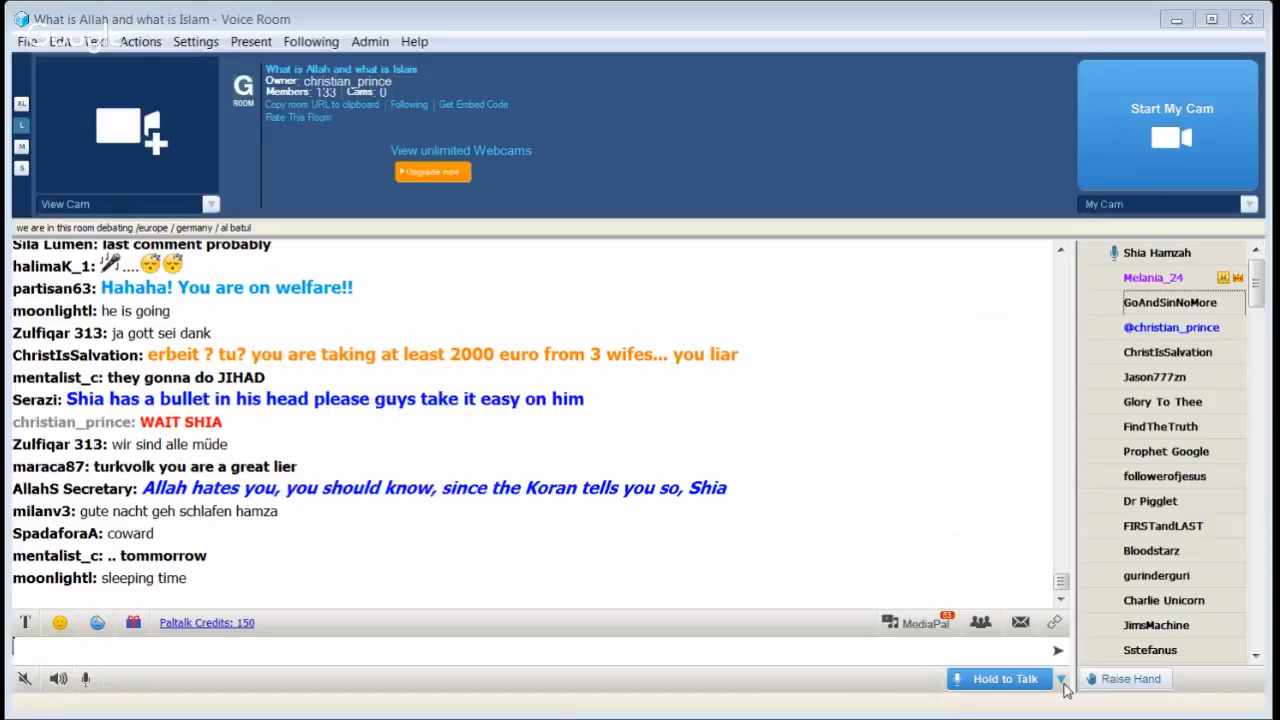 What is Allah and what is Islam - Voice Room
File Edit Text Actions Settings Present Following Admin Help
Google
XL
L
M
S
View Cam
G
ROOM
What is Allah and what is Islam
Owner: christian_prince
Members: 133 Cams: 0
Copy room URL to clipboard | Following | Get Embed Code
Rate This Room
View unlimited Webcams
Upgrade now
Start My Cam
My Cam
we are in this room debating /europe / germany / al batul
Sila Lumen: last comment probably
halimaK_1: ....
partisan63: Hahaha! You are on welfare!!
moonlightl: he is going
Zulfiqar 313: ja gott sei dank
ChristIsSalvation: erbeit ? tu? you are taking at least 2000 euro from 3 wifes... you liar
mentalist_c: they gonna do JIHAD
Serazi: Shia has a bullet in his head please guys take it easy on him
christian_prince: WAIT SHIA
Zulfiqar 313: wir sind alle müde
maraca87: turkvolk you are a great lier
AllahS Secretary: Allah hates you, you should know, since the Koran tells you so, Shia
milanv3: gute nacht geh schlafen hamza
SpadaforaA: coward
mentalist_c: .. tommorrow
moonlightl: sleeping time
Shia Hamzah
Melania_24
GoAndSinNoMore
@christian_prince
ChristIsSalvation
Jason777zn
Glory To Thee
FindTheTruth
Prophet Google
followerofjesus
Dr Pigglet
FIRSTandLAST
Bloodstarz
gurinderguri
Charlie Unicorn
JimsMachine
Sstefanus
T
Paltalk Credits: 150
MediaPal
53
Hold to Talk
Raise Hand